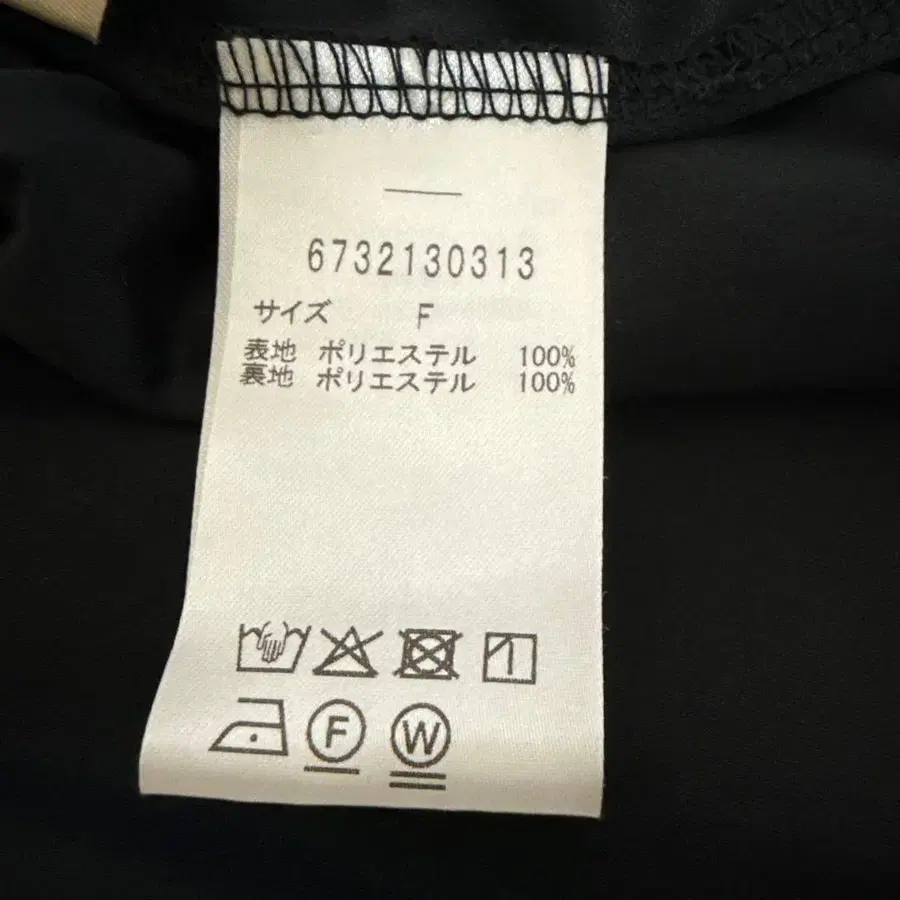 6732130313
サイズ F
表地 ポリエステル 100%
裏地 ポリエステル 100%
F W